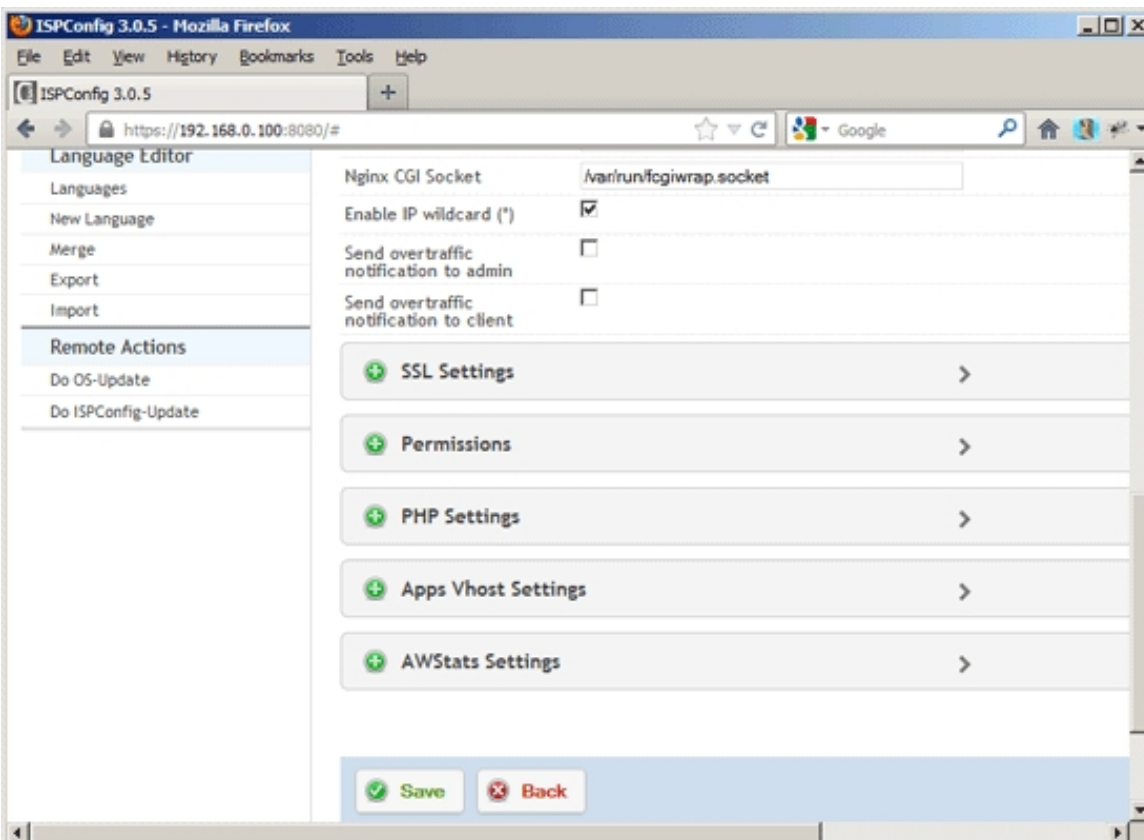 ISPConfig 3.0.5 - Mozilla Firefox
File Edit View History Bookmarks Tools Help
ISPConfig 3.0.5
https://192.168.0.100:8080/#
Google
Language Editor
Languages
New Language
Merge
Export
Import
Remote Actions
Do OS-Update
Do ISPConfig-Update
Nginx CGI Socket
/var/run/fcgiwrap.socket
Enable IP wildcard (*)
Send overtraffic
notification to admin
Send overtraffic
notification to client
SSL Settings
Permissions
PHP Settings
Apps Vhost Settings
AWStats Settings
Save
Back